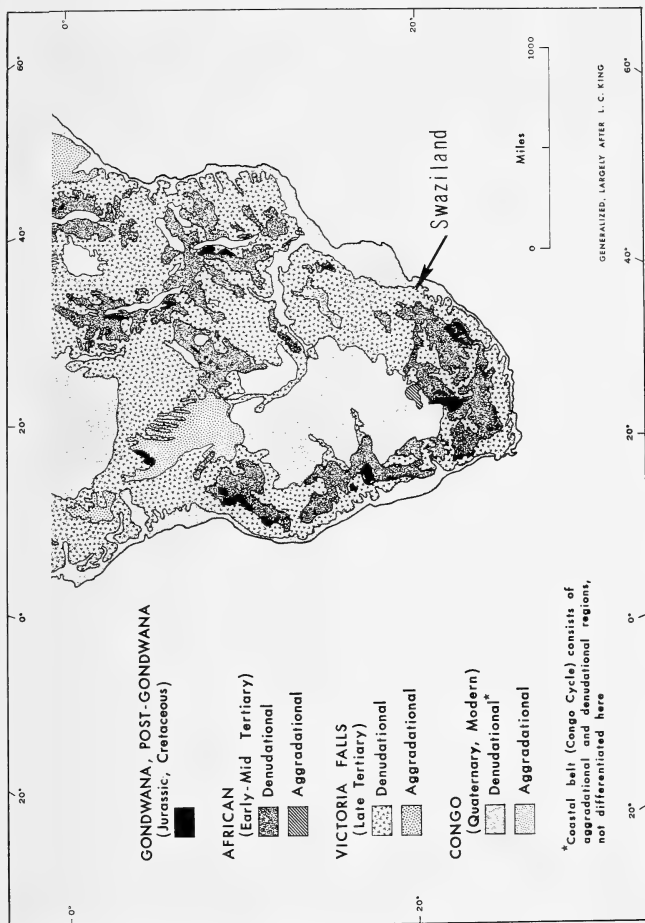 20° 0° 20° 40° 60°
0° 0°
GONDWANA, POST-GONDWANA
(Jurassic, Cretaceous)
AFRICAN
(Early-Mid Tertiary)
Denudational
Aggradational
VICTORIA FALLS
(Late Tertiary)
Denudational
Aggradational
CONGO
(Quaternary, Modern)
Denudational*
Aggradational
*Coastal belt (Congo Cycle) consists of
aggradational and denudational regions,
not differentiated here
Swaziland
20° 20°
Miles
0 1000
GENERALIZED, LARGELY AFTER L. C. KING
20° 0° 20° 40° 60°